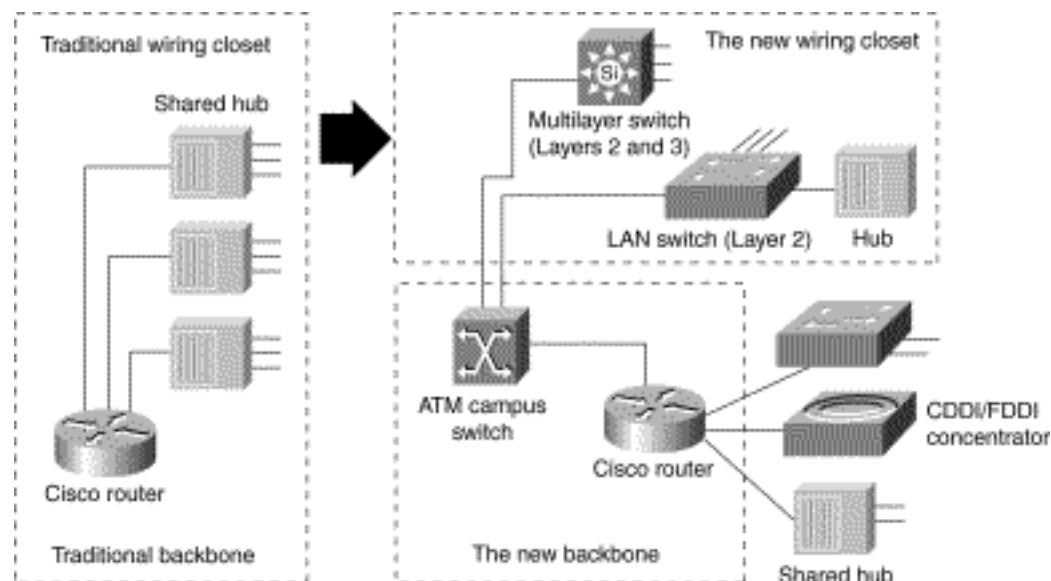 Traditional wiring closet
Shared hub
Cisco router
Traditional backbone
The new wiring closet
Si
Multilayer switch
(Layers 2 and 3)
LAN switch (Layer 2)
Hub
ATM campus
switch
Cisco router
The new backbone
CDDI/FDDI
concentrator
Shared hub